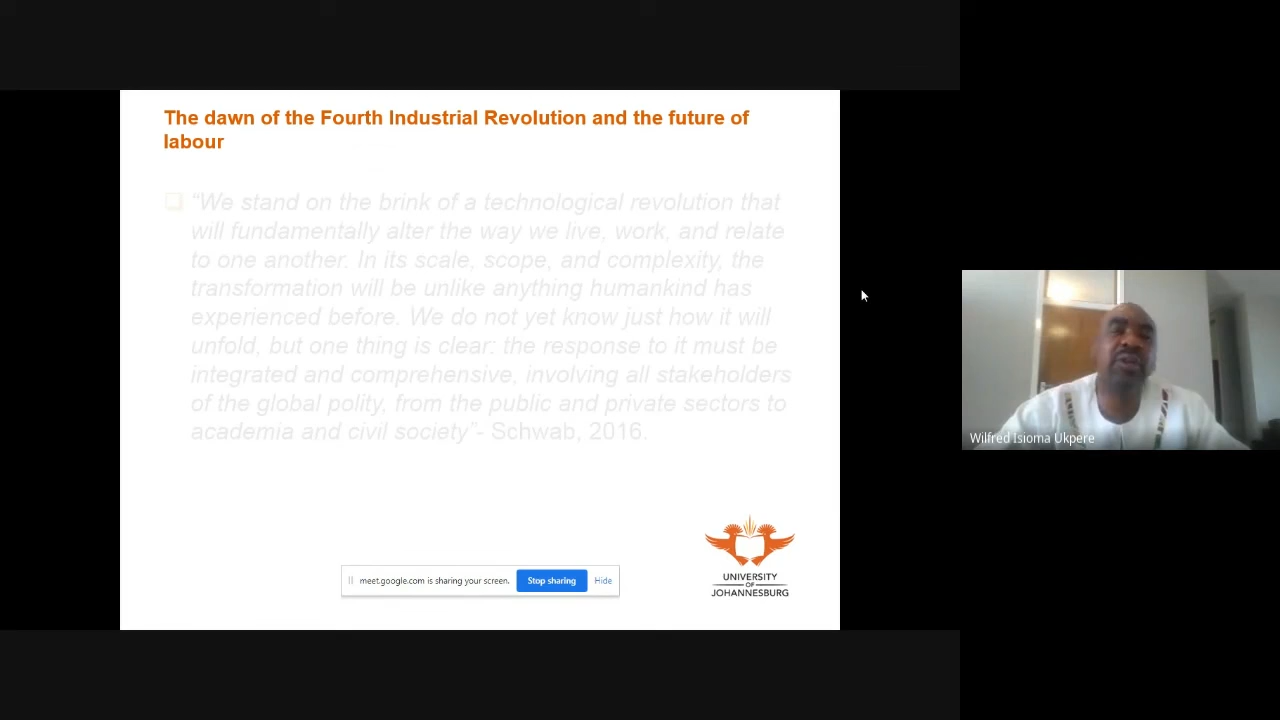 The dawn of the Fourth Industrial Revolution and the future of
labour
“We stand on the brink of a technological revolution that
will fundamentally alter the way we live, work, and relate
to one another. In its scale, scope, and complexity, the
transformation will be unlike anything humankind has
experienced before. We do not yet know just how it will
unfold, but one thing is clear: the response to it must be
integrated and comprehensive, involving all stakeholders
of the global polity, from the public and private sectors to
academia and civil society”- Schwab, 2016.
meet.google.com is sharing your screen. Stop sharing Hide
UNIVERSITY
OF
JOHANNESBURG
Wilfred Isioma Ukpere